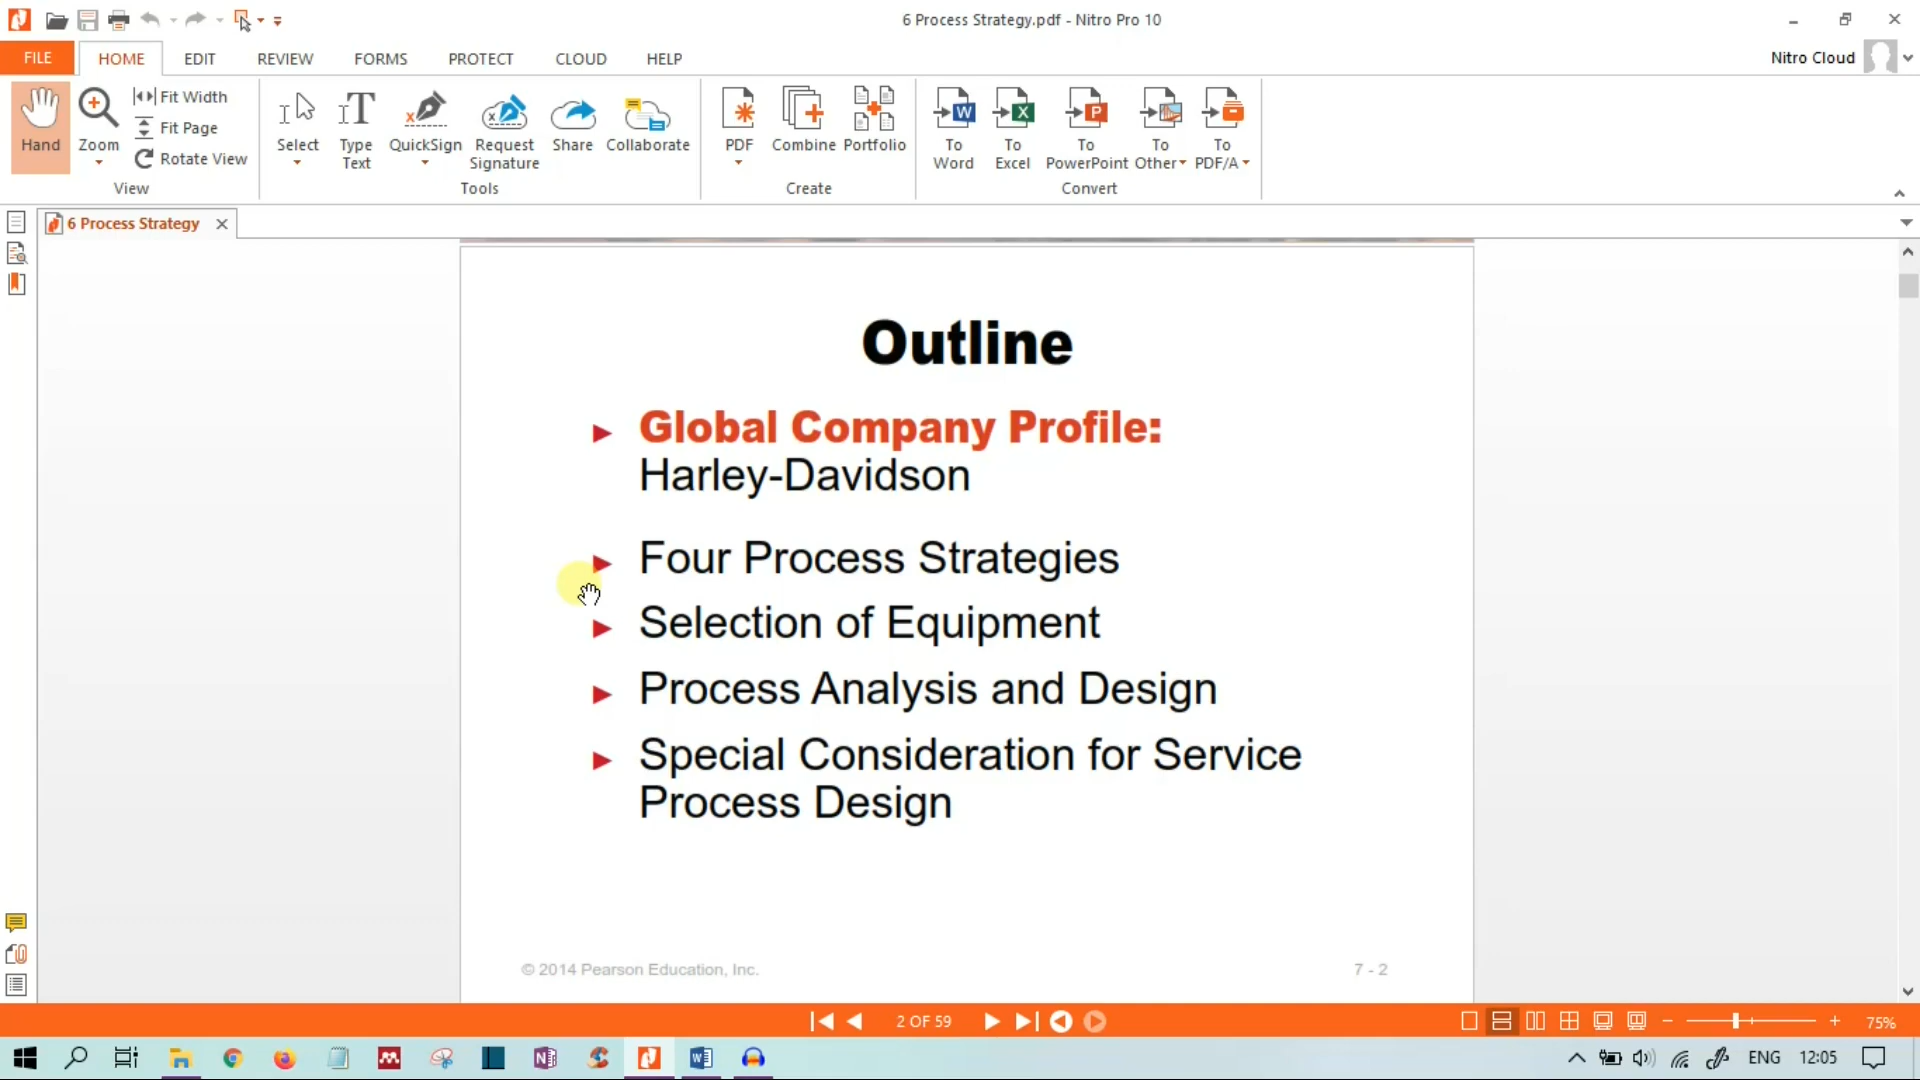 6 Process Strategy.pdf - Nitro Pro 10
FILE HOME EDIT REVIEW FORMS PROTECT CLOUD HELP Nitro Cloud
Hand
Zoom
Fit Width
Fit Page
Rotate View
View
Select
Type
Text
QuickSign
Request
Signature
Share
Collaborate
Tools
PDF
Combine
Portfolio
Create
To
Word
To
Excel
To
PowerPoint
To
Other
To
PDF/A
Convert
6 Process Strategy
Outline
Global Company Profile:
Harley-Davidson
Four Process Strategies
Selection of Equipment
Process Analysis and Design
Special Consideration for Service
Process Design
© 2014 Pearson Education, Inc. 7 - 2
2 OF 59 75%
ENG 12:05